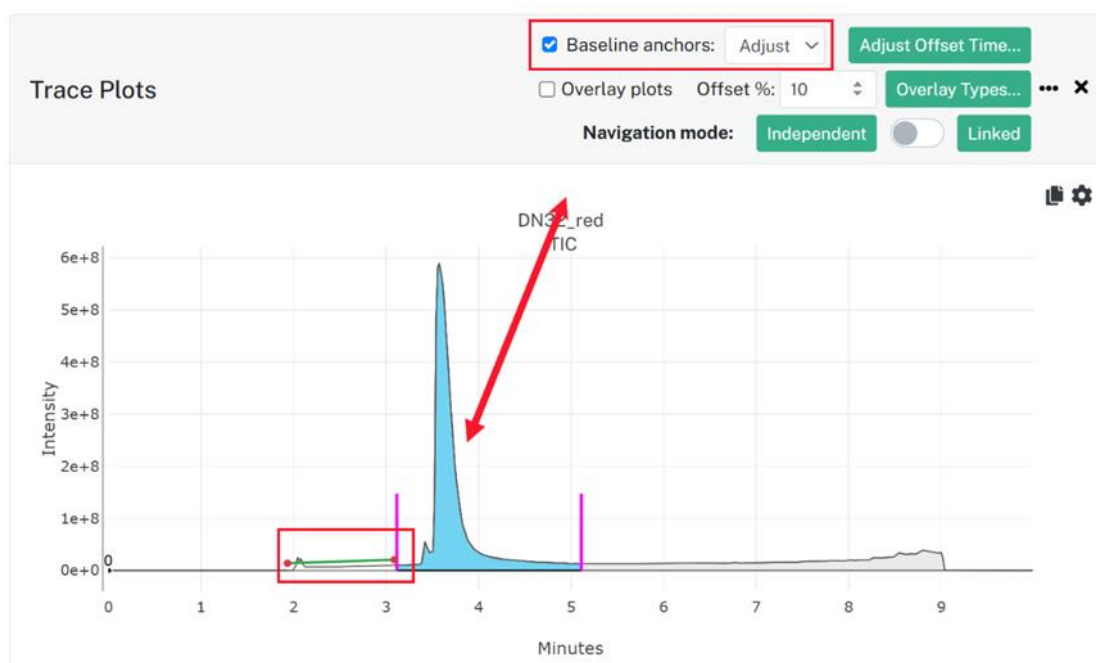 Baseline anchors: Adjust Adjust Offset Time...
Trace Plots
Overlay plots Offset %: 10 Overlay Types...
Navigation mode: Independent Linked
DN32_red
TIC
6e+8
5e+8
4e+8
3e+8
2e+8
1e+8
0e+0
0
Intensity
0 1 2 3 4 5 6 7 8 9
Minutes